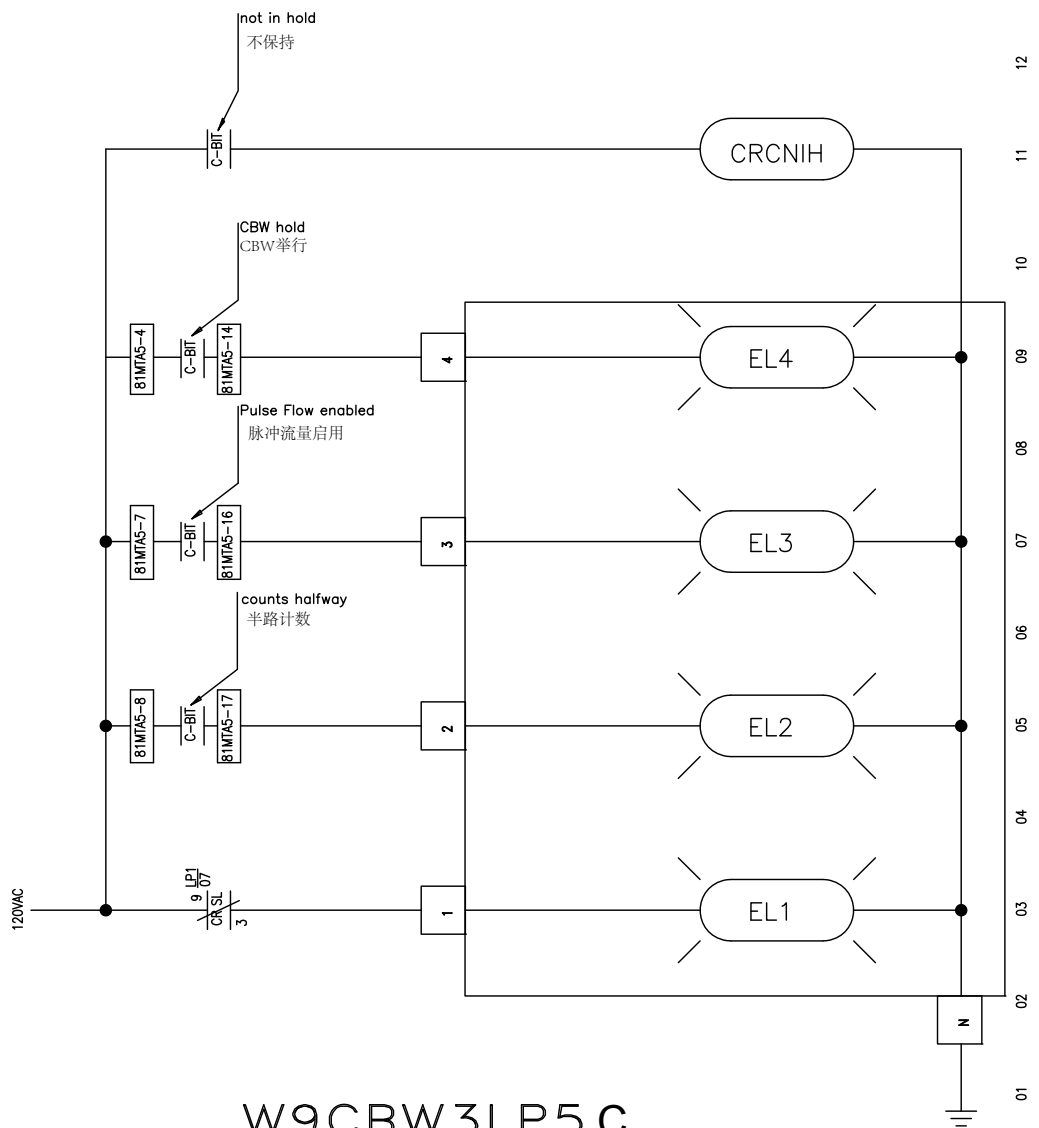 not in hold
不保持
12
C-BIT
CRCNIH
11
CBW hold
CBW举行
10
81MTA5-4
C-BIT
81MTA5-14
4
EL4
09
Pulse Flow enabled
脉冲流量启用
08
81MTA5-7
C-BIT
81MTA5-16
3
EL3
07
counts halfway
半路计数
06
81MTA5-8
C-BIT
81MTA5-17
2
EL2
05
04
120VAC
9 LP1
07
CR SL
3
1
EL1
03
02
N
01
W9CBW3LP5C